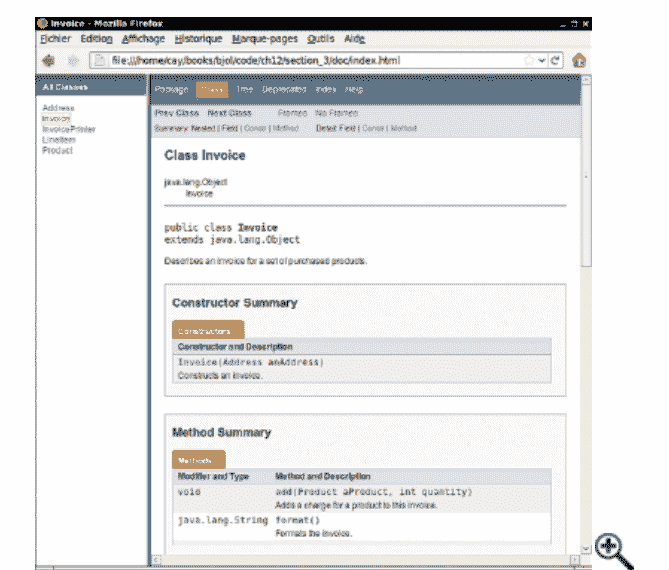 Invoice - Mozilla Firefox
Fichier Edition Affichage Historique Marque-pages Outils Aide
file:///home/cay/books/bjol/code/ch12/section_3/doc/index.html
All Classes
Address
Invoice
InvoicePrinter
LineItem
Product
Package Class Tree Deprecated Index Help
Prev Class Next Class Frames No Frames
Summary: Nested | Field | Constr | Method Detail: Field | Constr | Method
Class Invoice
java.lang.Object
Invoice
public class Invoice
extends java.lang.Object
Describes an invoice for a set of purchased products.
Constructor Summary
Constructors
Constructor and Description
Invoice(Address anAddress)
Constructs an invoice.
Method Summary
Methods
Modifier and Type Method and Description
void add(Product aProduct, int quantity)
Adds a charge for a product to this invoice.
java.lang.String format()
Formats the invoice.